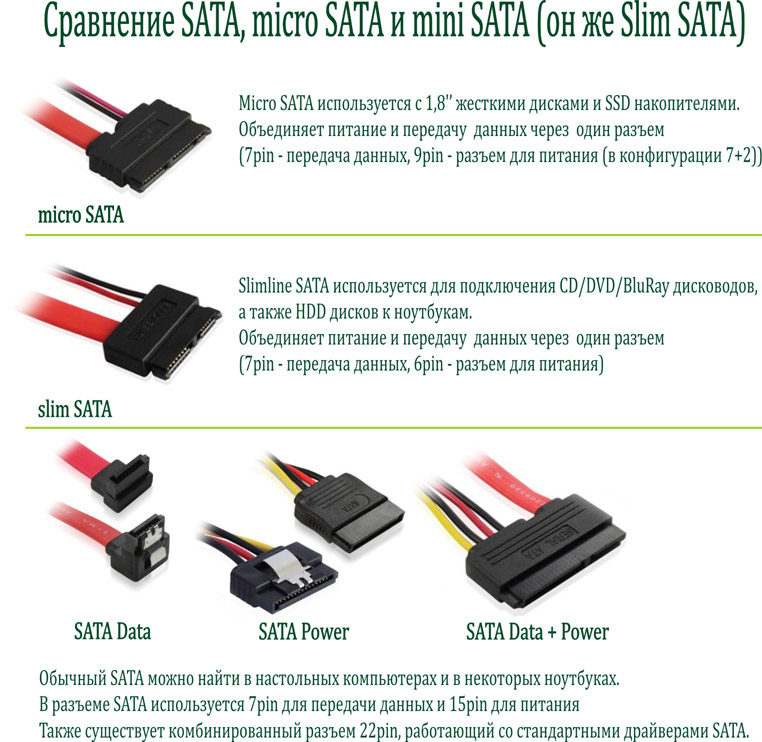 Сравнение SATA, micro SATA и mini SATA (он же Slim SATA)
Micro SATA используется с 1,8" жесткими дисками и SSD накопителями.
Объединяет питание и передачу данных через один разъем
(7pin - передача данных, 9pin - разъем для питания (в конфигурации 7+2))
micro SATA
Slimline SATA используется для подключения CD/DVD/BluRay дисководов,
а также HDD дисков к ноутбукам.
Объединяет питание и передачу данных через один разъем
(7pin - передача данных, 6pin - разъем для питания)
slim SATA
SATA
SERIAL ATA
SATA Data
SATA Power
SATA Data + Power
Обычный SATA можно найти в настольных компьютерах и в некоторых ноутбуках.
В разъеме SATA используется 7pin для передачи данных и 15pin для питания
Также существует комбинированный разъем 22pin, работающий со стандартными драйверами SATA.